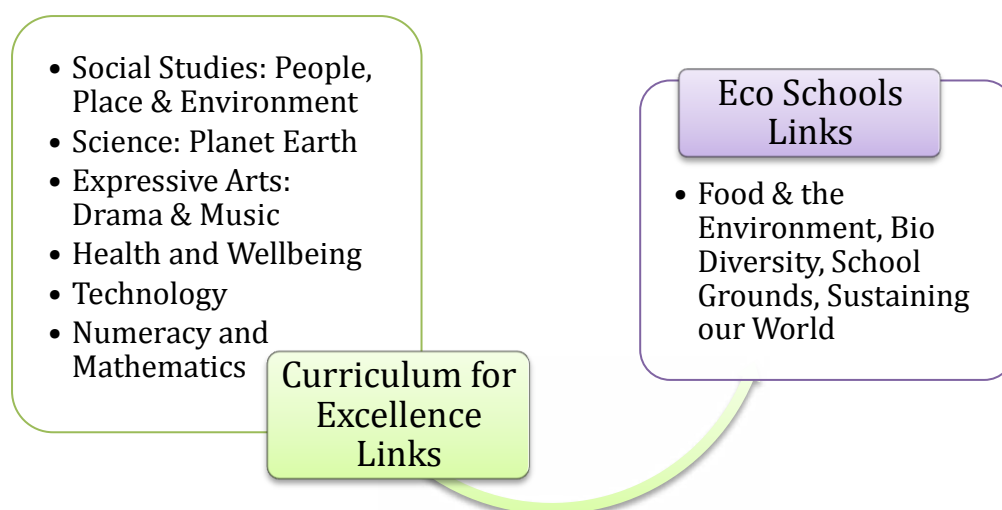 • Social Studies: People,
Place & Environment
• Science: Planet Earth
• Expressive Arts:
Drama & Music
• Health and Wellbeing
• Technology
• Numeracy and
Mathematics
Curriculum for
Excellence
Links
Eco Schools
Links
• Food & the
Environment, Bio
Diversity, School
Grounds, Sustaining
our World